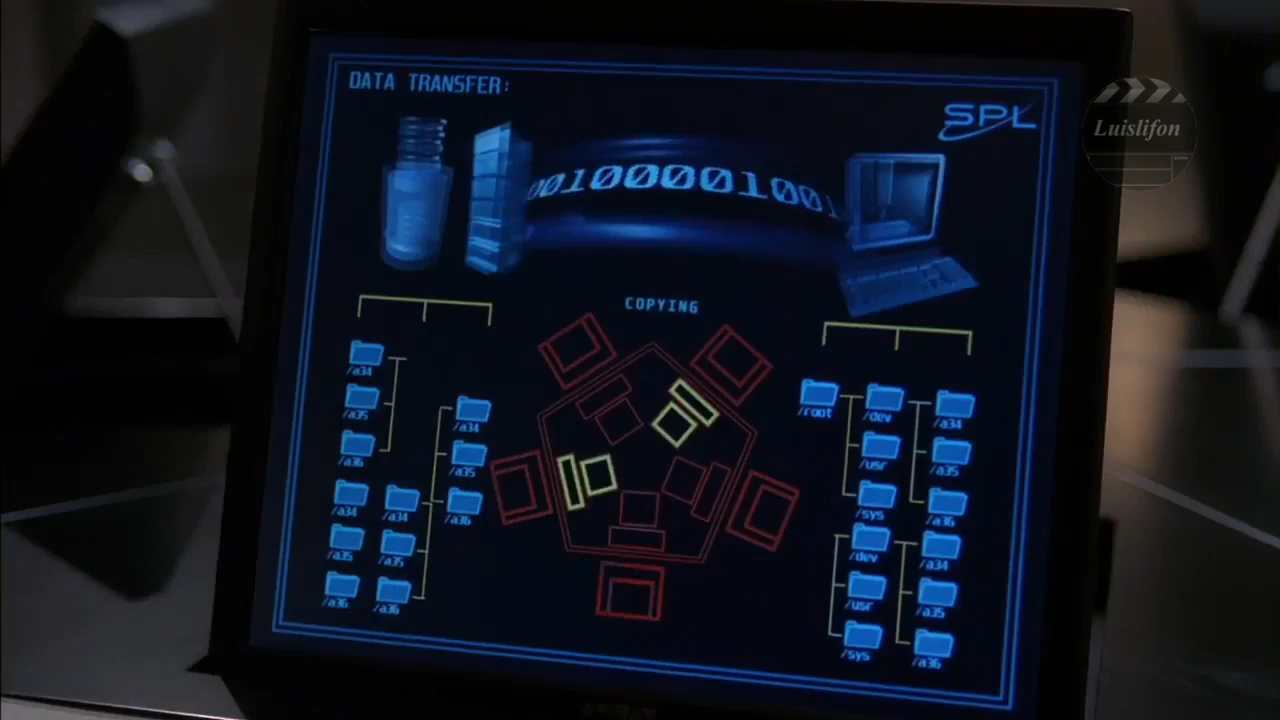 DATA TRANSFER:
SPL
Luislifon
00100001001
COPYING
/a34
/a35
/a36
/a34
/a35
/a36
/a34
/a35
/a36
/a34
/a35
/a36
/root
/dev
/usr
/sys
/dev
/usr
/sys
/a34
/a35
/a36
/a34
/a35
/a36